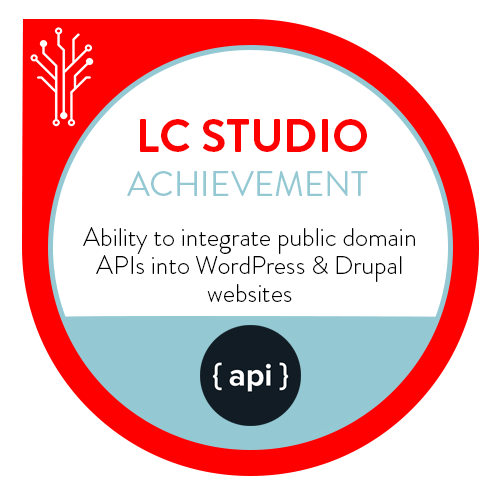 LC STUDIO
ACHIEVEMENT
Ability to integrate public domain
APIs into WordPress & Drupal
websites
{ api }